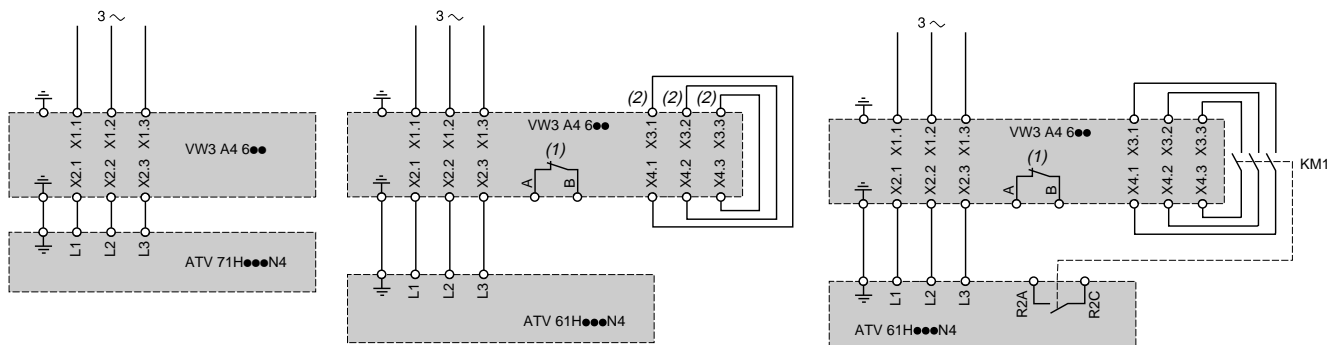 3 ∼
X1.1 X1.2 X1.3
VW3 A4 6●●
X2.1 X2.2 X2.3
L1 L2 L3
ATV 71H●●●N4
3 ∼
(2) (2) (2)
X1.1 X1.2 X1.3
VW3 A4 6●●
X3.1 X3.2 X3.3
(1)
X2.1 X2.2 X2.3
A B
X4.1 X4.2 X4.3
L1 L2 L3
ATV 61H●●●N4
3 ∼
X1.1 X1.2 X1.3
VW3 A4 6●●
X3.1 X3.2 X3.3
(1)
KM1
X2.1 X2.2 X2.3
A B
X4.1 X4.2 X4.3
L1 L2 L3
R2A R2C
ATV 61H●●●N4